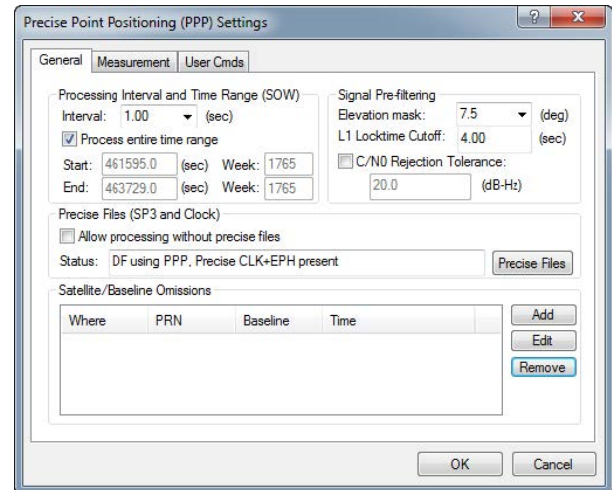 Precise Point Positioning (PPP) Settings
General Measurement User Cmds
Processing Interval and Time Range (SOW)
Interval: 1.00 (sec)
Process entire time range
Start: 461595.0 (sec) Week: 1765
End: 463729.0 (sec) Week: 1765
Signal Pre-filtering
Elevation mask: 7.5 (deg)
L1 Locktime Cutoff: 4.00 (sec)
C/N0 Rejection Tolerance:
20.0 (dB-Hz)
Precise Files (SP3 and Clock)
Allow processing without precise files
Status: DF using PPP, Precise CLK+EPH present Precise Files
Satellite/Baseline Omissions
Where PRN Baseline Time
Add
Edit
Remove
OK Cancel